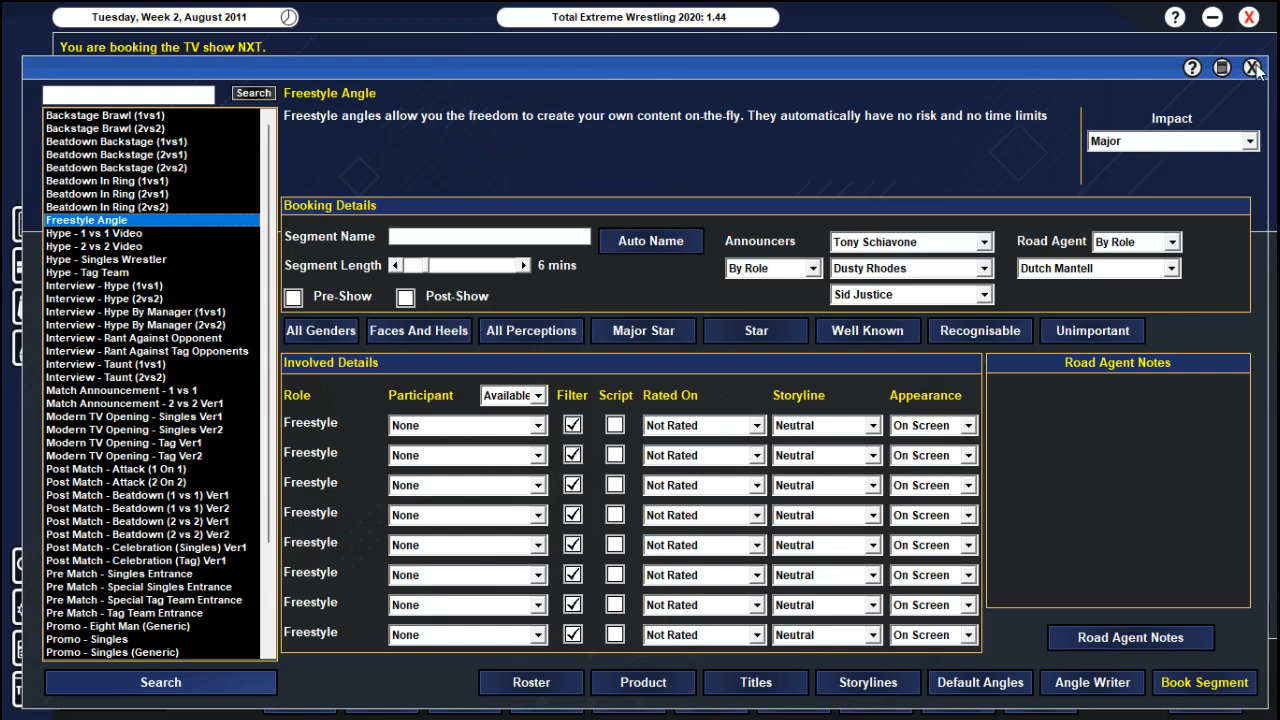 Tuesday, Week 2, August 2011
Total Extreme Wrestling 2020: 1.44
? X
You are booking the TV show NXT.
? X
Search
Freestyle Angle
Freestyle angles allow you the freedom to create your own content on-the-fly. They automatically have no risk and no time limits
Impact
Major
Backstage Brawl (1vs1)
Backstage Brawl (2vs2)
Beatdown Backstage (1vs1)
Beatdown Backstage (2vs1)
Beatdown Backstage (2vs2)
Beatdown In Ring (1vs1)
Beatdown In Ring (2vs1)
Beatdown In Ring (2vs2)
Freestyle Angle
Hype - 1 vs 1 Video
Hype - 2 vs 2 Video
Hype - Singles Wrestler
Hype - Tag Team
Interview - Hype (1vs1)
Interview - Hype (2vs2)
Interview - Hype By Manager (1vs1)
Interview - Hype By Manager (2vs2)
Interview - Rant Against Opponent
Interview - Rant Against Tag Opponents
Interview - Taunt (1vs1)
Interview - Taunt (2vs2)
Match Announcement - 1 vs 1
Match Announcement - 2 vs 2 Ver1
Modern TV Opening - Singles Ver1
Modern TV Opening - Singles Ver2
Modern TV Opening - Tag Ver1
Modern TV Opening - Tag Ver2
Post Match - Attack (1 On 1)
Post Match - Attack (2 On 2)
Post Match - Beatdown (1 vs 1) Ver1
Post Match - Beatdown (1 vs 1) Ver2
Post Match - Beatdown (2 vs 2) Ver1
Post Match - Beatdown (2 vs 2) Ver2
Post Match - Celebration (Singles) Ver1
Post Match - Celebration (Tag) Ver1
Pre Match - Singles Entrance
Pre Match - Special Singles Entrance
Pre Match - Special Tag Team Entrance
Pre Match - Tag Team Entrance
Promo - Eight Man (Generic)
Promo - Singles
Promo - Singles (Generic)
Search
Booking Details
Segment Name Auto Name Announcers Tony Schiavone Road Agent By Role
Segment Length 6 mins By Role Dusty Rhodes Dutch Mantell
Pre-Show Post-Show Sid Justice
All Genders Faces And Heels All Perceptions Major Star Star Well Known Recognisable Unimportant
Involved Details
Role Participant Available Filter Script Rated On Storyline Appearance
Freestyle None Not Rated Neutral On Screen
Freestyle None Not Rated Neutral On Screen
Freestyle None Not Rated Neutral On Screen
Freestyle None Not Rated Neutral On Screen
Freestyle None Not Rated Neutral On Screen
Freestyle None Not Rated Neutral On Screen
Freestyle None Not Rated Neutral On Screen
Freestyle None Not Rated Neutral On Screen
Road Agent Notes
Road Agent Notes
Roster Product Titles Storylines Default Angles Angle Writer Book Segment